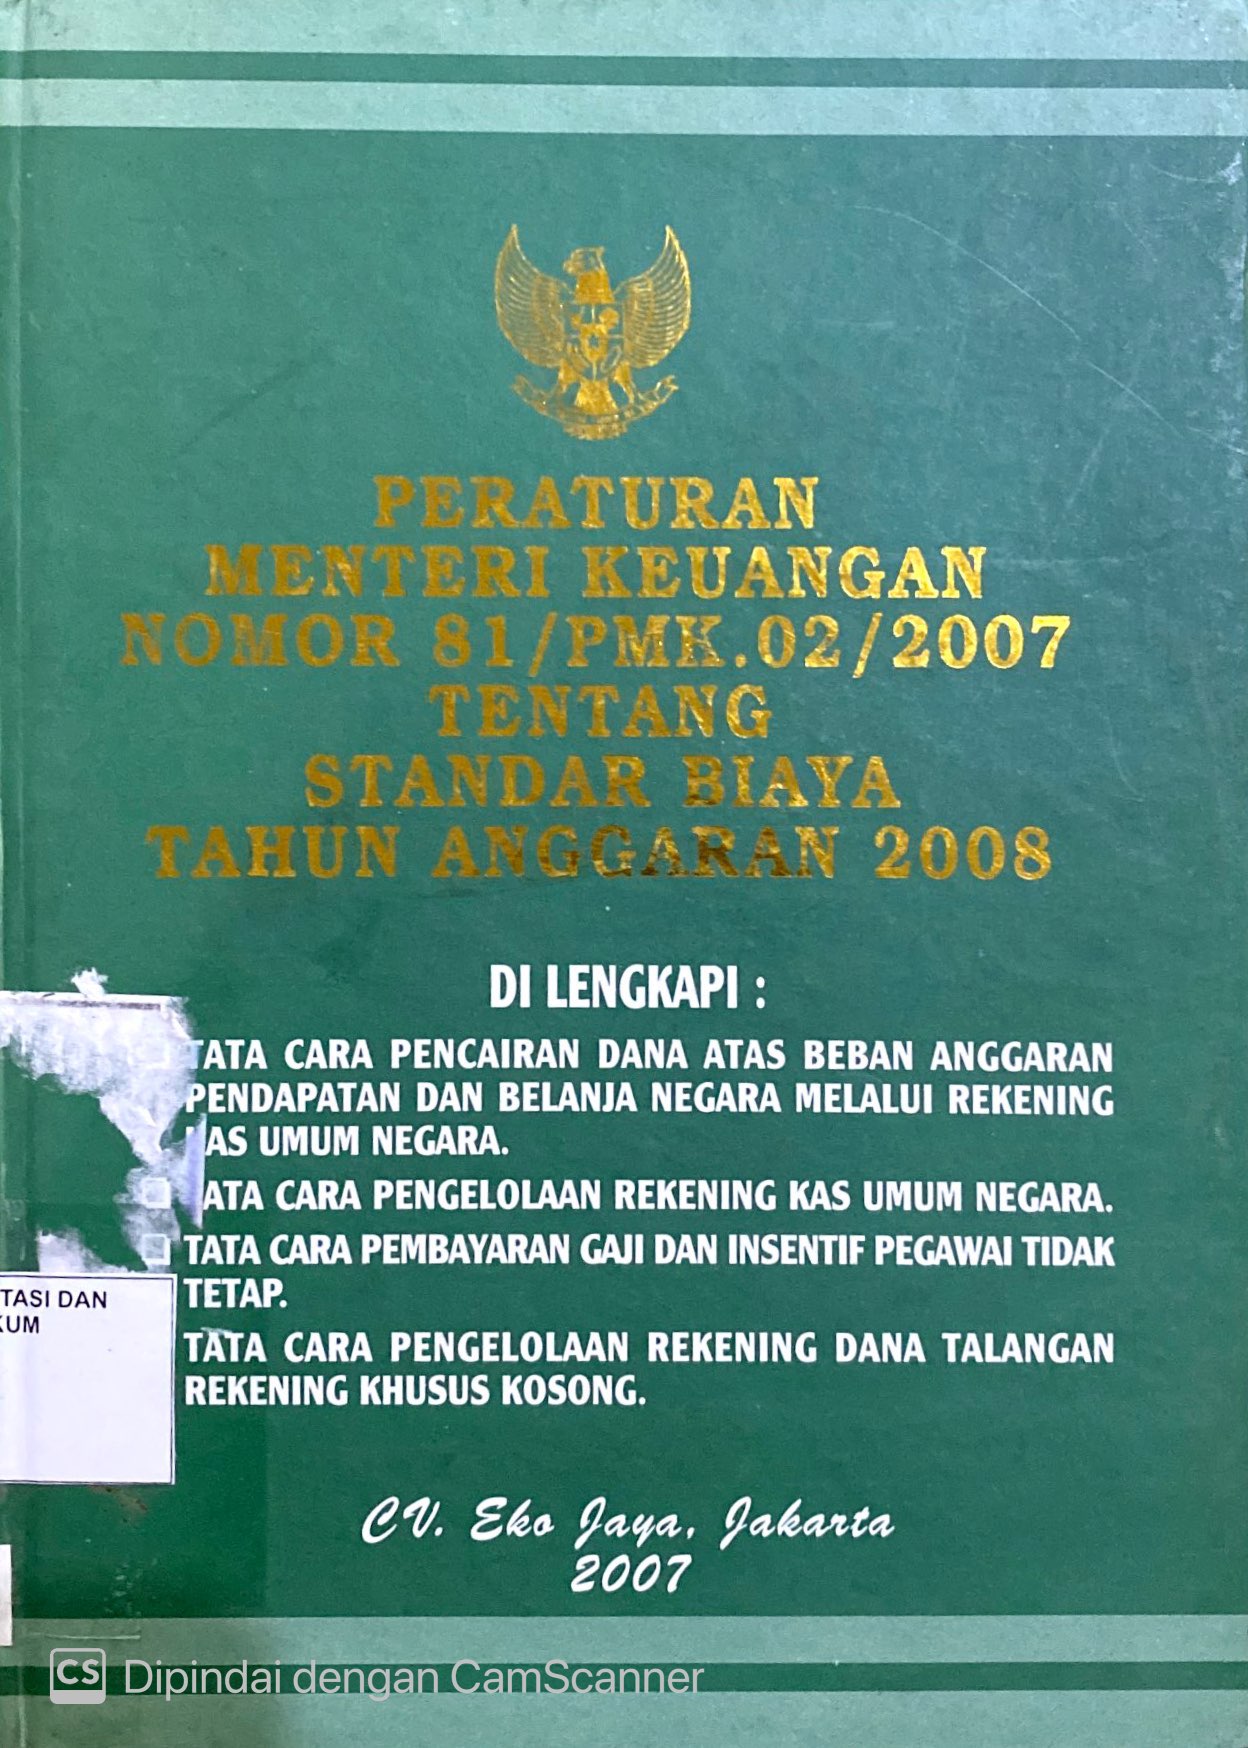 PERATURAN
MENTERI KEUANGAN
NOMOR 81/PMK.02/2007
TENTANG
STANDAR BIAYA
TAHUN ANGGARAN 2008
DI LENGKAPI :
TATA CARA PENCAIRAN DANA ATAS BEBAN ANGGARAN
PENDAPATAN DAN BELANJA NEGARA MELALUI REKENING
KAS UMUM NEGARA.
TATA CARA PENGELOLAAN REKENING KAS UMUM NEGARA.
TATA CARA PEMBAYARAN GAJI DAN INSENTIF PEGAWAI TIDAK
TETAP.
TATA CARA PENGELOLAAN REKENING DANA TALANGAN
REKENING KHUSUS KOSONG.
TASI DAN
KUM
CV. Eko Jaya, Jakarta
2007
CS Dipindai dengan CamScanner